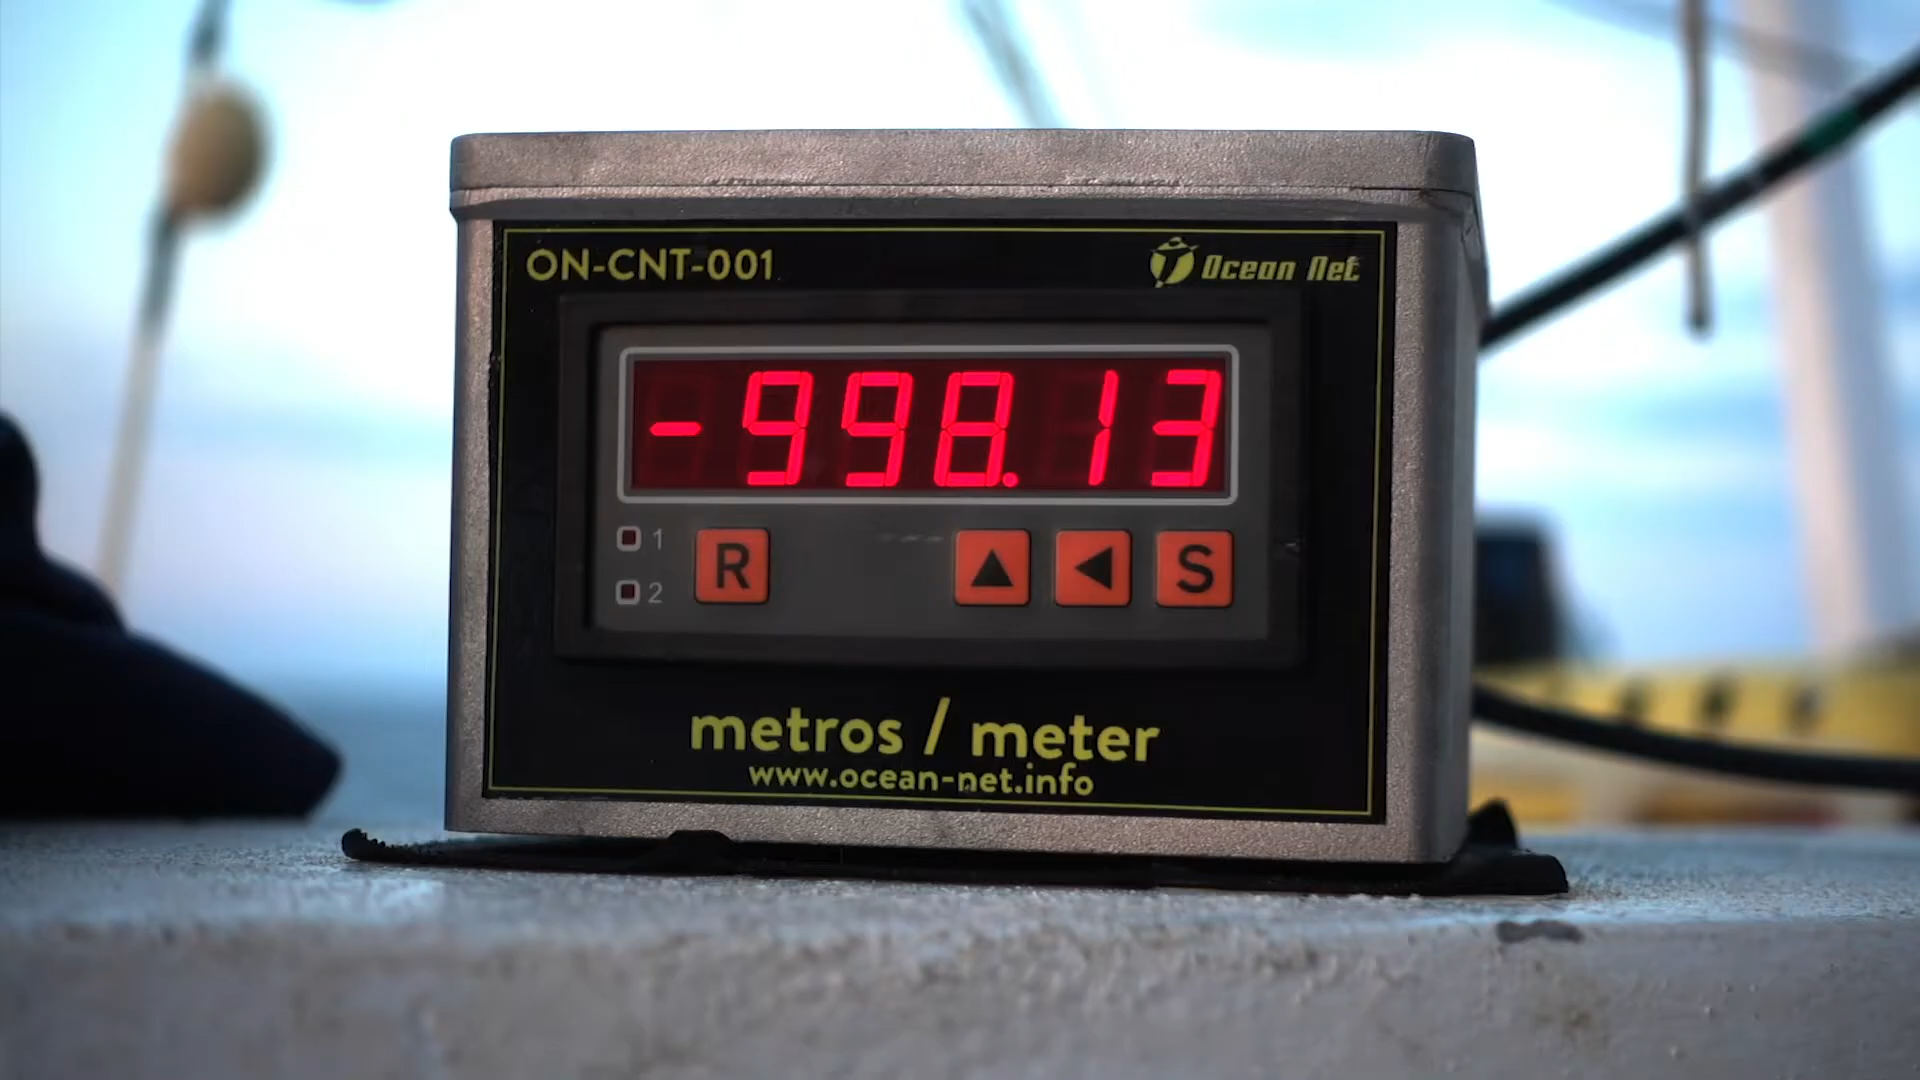 ON-CNT-001
Ocean Net
-998.13
1
R
S
2
metros / meter
www.ocean-net.info